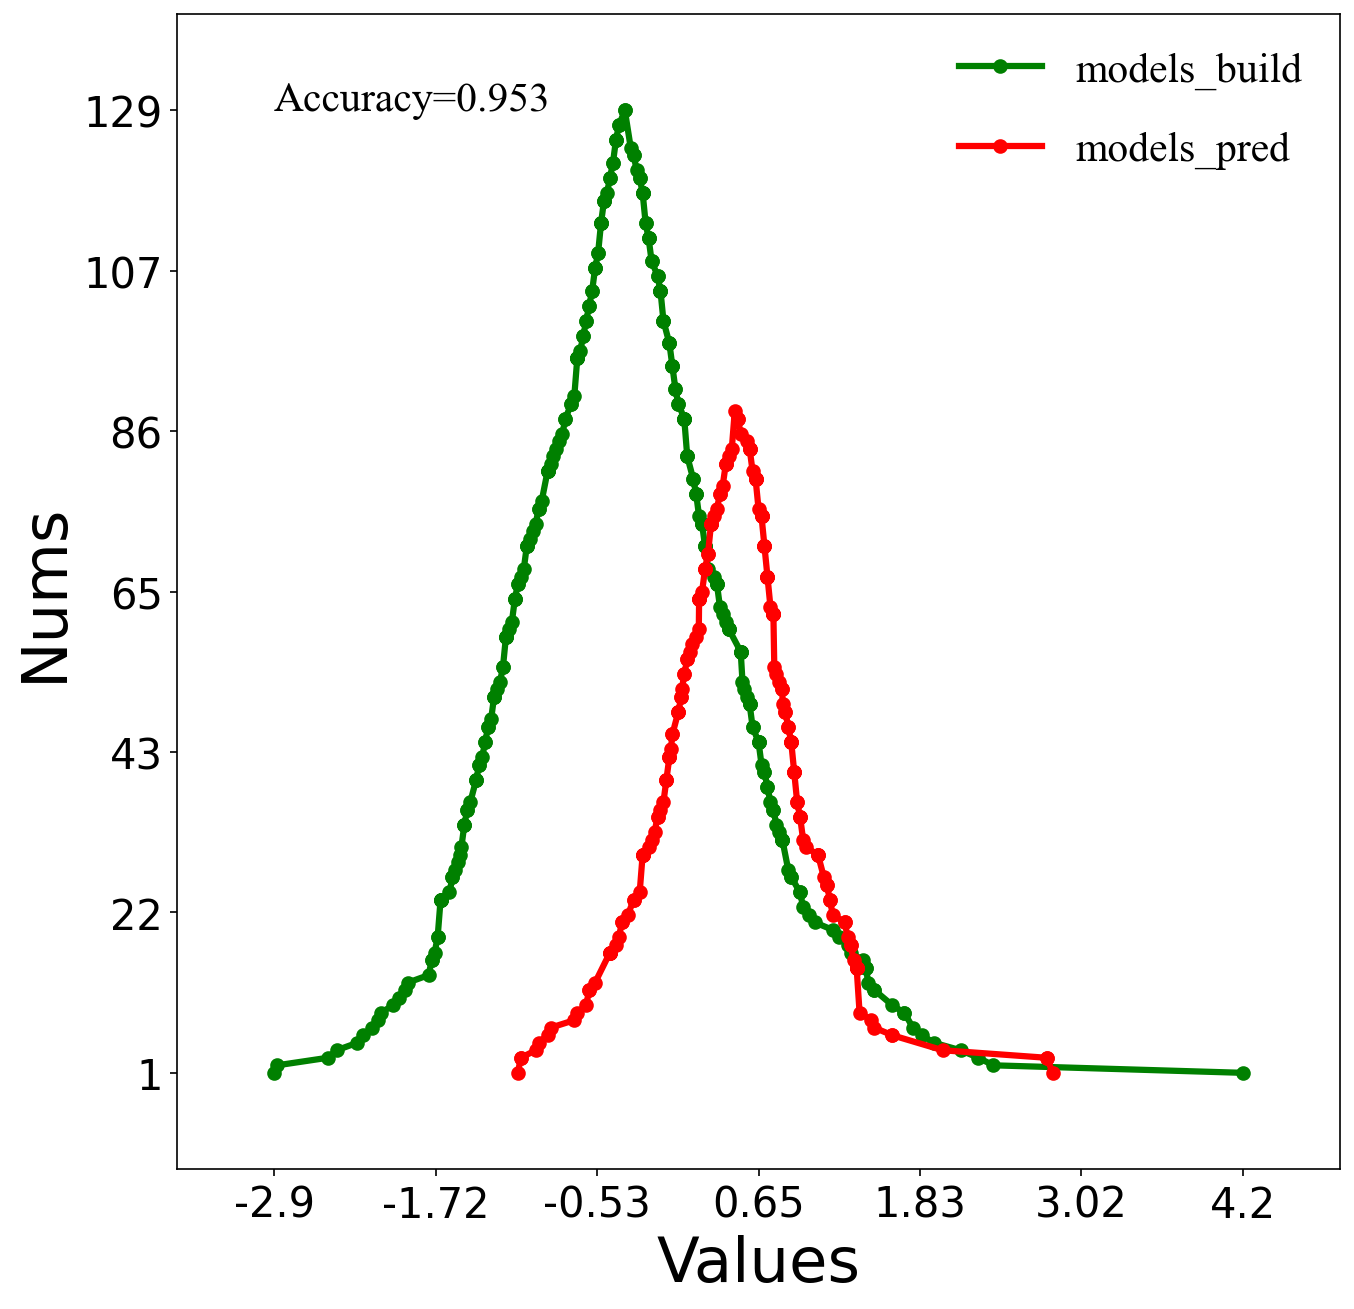 Accuracy=0.953
models_build
models_pred
129
107
86
65
43
22
1
Nums
-2.9 -1.72 -0.53 0.65 1.83 3.02 4.2
Values